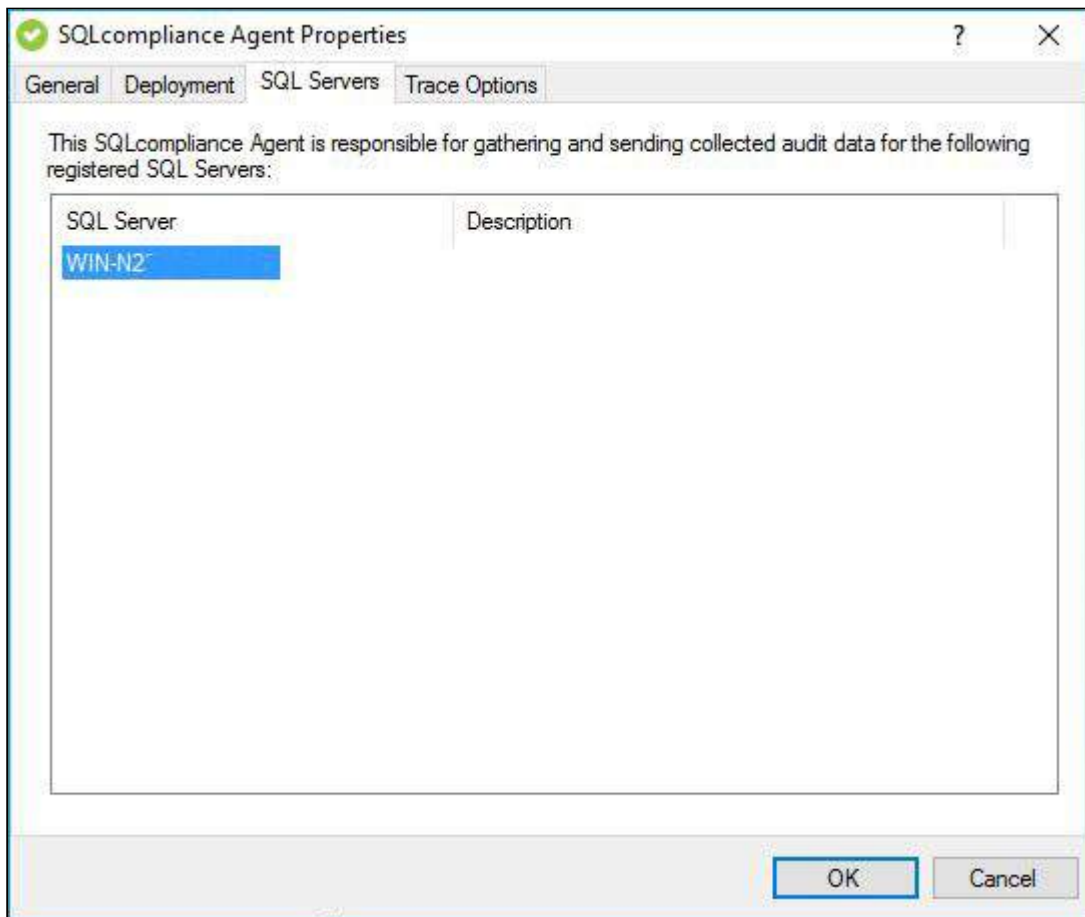 SQLcompliance Agent Properties
?
General Deployment SQL Servers Trace Options
This SQLcompliance Agent is responsible for gathering and sending collected audit data for the following
registered SQL Servers:
SQL Server Description
WIN-N2
OK Cancel